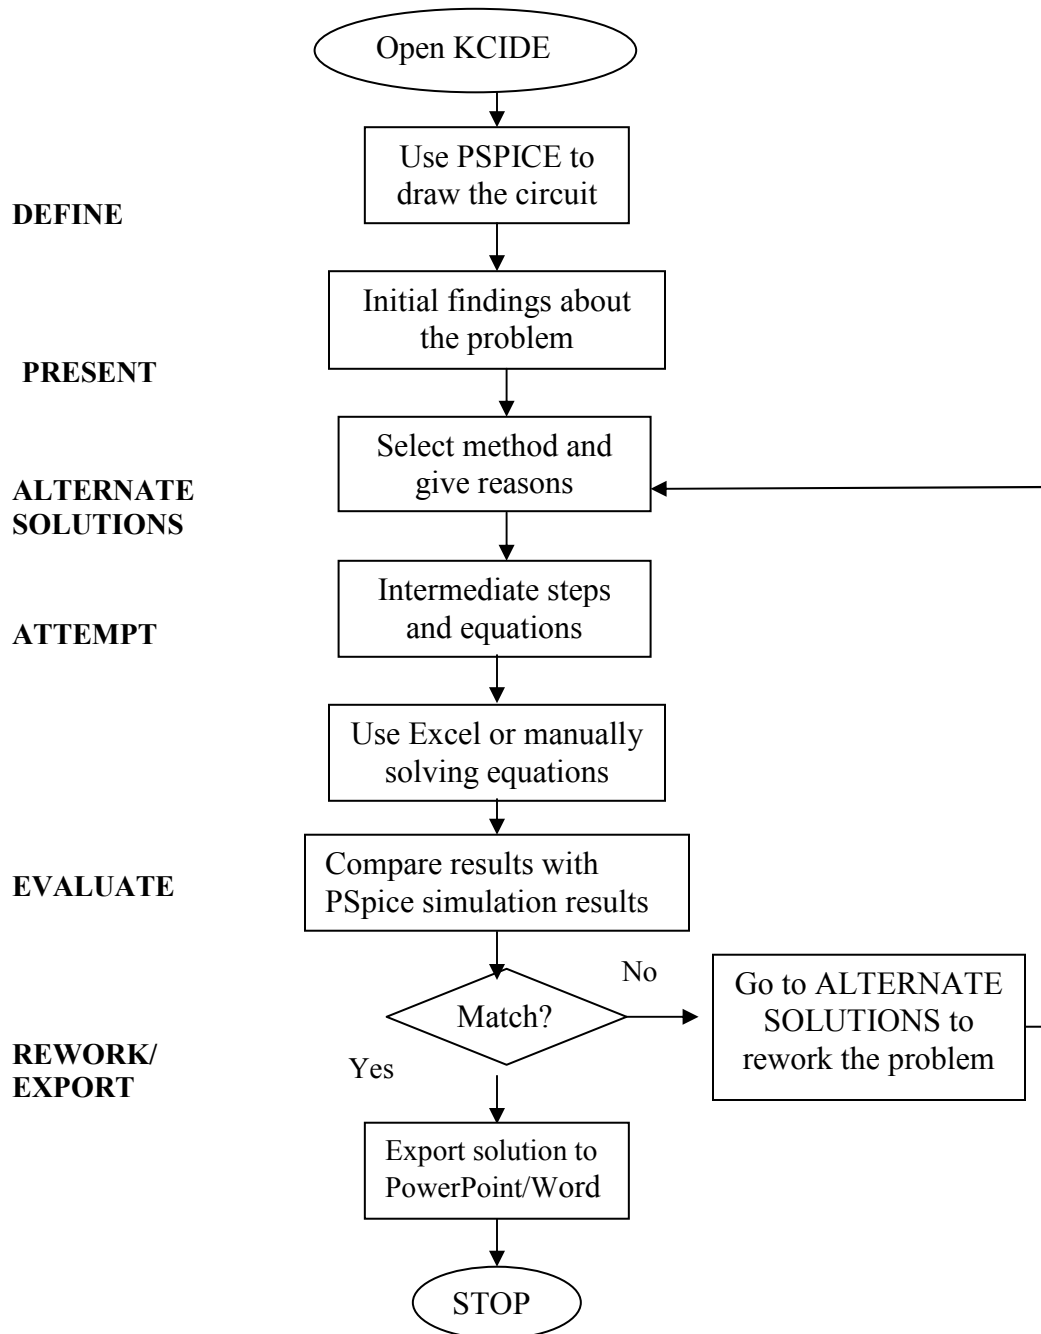 Open KCIDE
Use PSPICE to
draw the circuit
DEFINE
Initial findings about
the problem
PRESENT
Select method and
give reasons
ALTERNATE
SOLUTIONS
Intermediate steps
and equations
ATTEMPT
Use Excel or manually
solving equations
Compare results with
PSpice simulation results
EVALUATE
Match?
No
Go to ALTERNATE
SOLUTIONS to
rework the problem
Yes
REWORK/
EXPORT
Export solution to
PowerPoint/Word
STOP